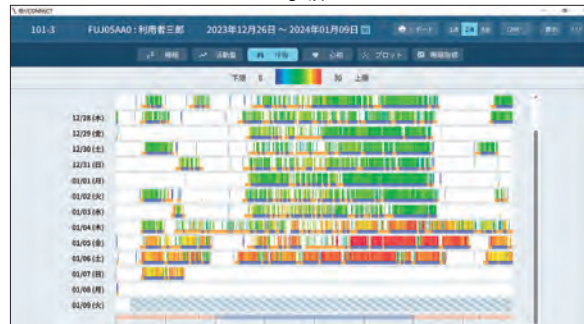 101-3 FUJ05AA0 : 利用者三郎 2023年12月26日 ～ 2024年01月09日
睡眠 活動量 呼吸 心拍 プロット
下限 8 30 上限
12/28 (木)
12/29 (金)
12/30 (土)
12/31 (日)
01/01 (月)
01/02 (火)
01/03 (水)
01/04 (木)
01/05 (金)
01/06 (土)
01/07 (日)
01/08 (月)
01/09 (火)